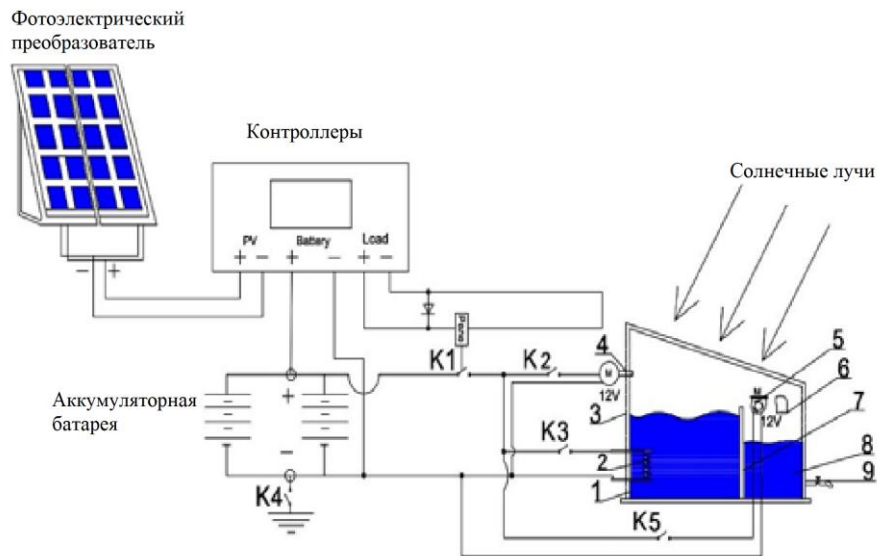 Фотоэлектрический
преобразователь
Контроллеры
Солнечные лучи
PV Battery Load
+ − + − + −
− +
Реле
K1
K2
4
M
12V
5
6
M
12V
7
Аккумуляторная
батарея
+
−
3
K3
2
8
9
1
K4
K5